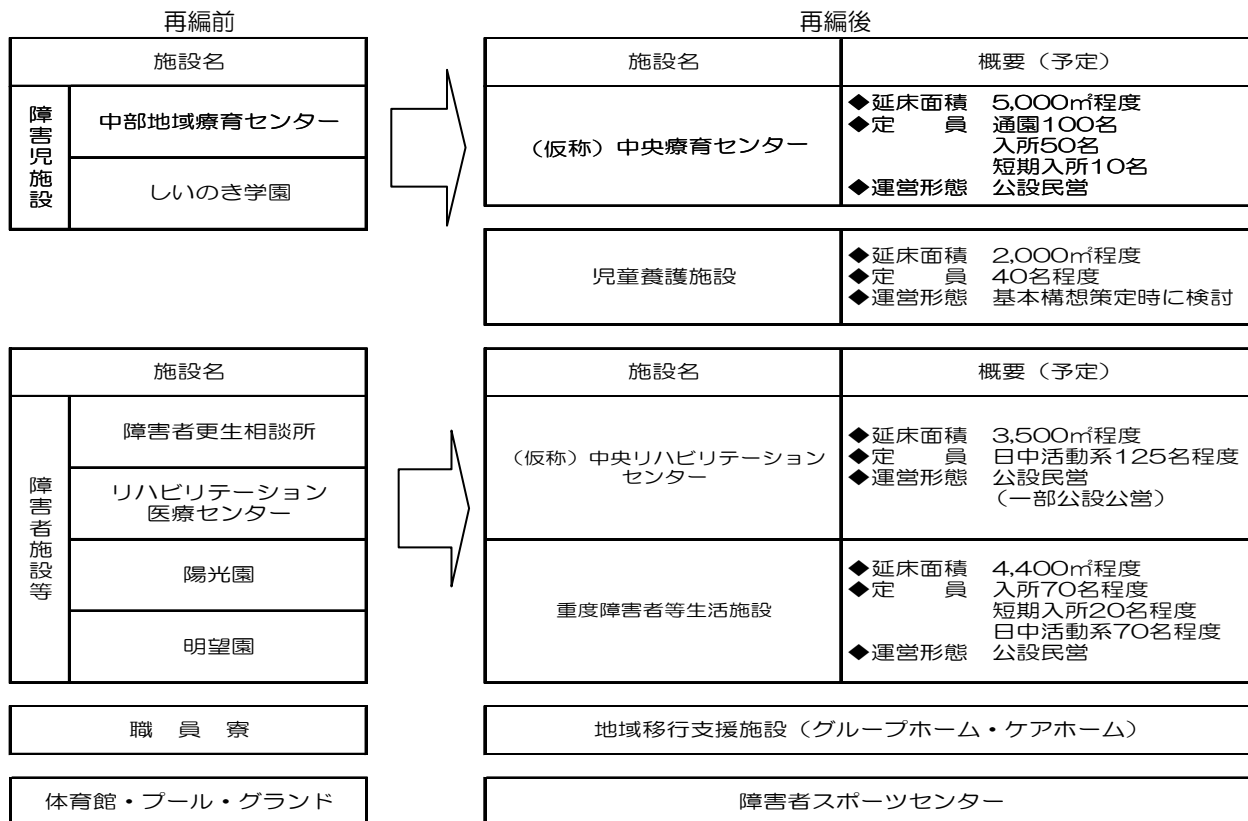 再編前
再編後
施設名
施設名
概要（予定）
障害児施設
中部地域療育センター
しいのき学園
（仮称）中央療育センター
◆延床面積　5,000㎡程度
◆定　　員　通園100名
入所50名
短期入所10名
◆運営形態　公設民営
児童養護施設
◆延床面積　2,000㎡程度
◆定　　員　40名程度
◆運営形態　基本構想策定時に検討
施設名
施設名
概要（予定）
障害者施設等
障害者更生相談所
リハビリテーション
医療センター
陽光園
明望園
（仮称）中央リハビリテーション
センター
◆延床面積　3,500㎡程度
◆定　　員　日中活動系125名程度
◆運営形態　公設民営
（一部公設公営）
重度障害者等生活施設
◆延床面積　4,400㎡程度
◆定　　員　入所70名程度
短期入所20名程度
日中活動系70名程度
◆運営形態　公設民営
職　員　寮
地域移行支援施設（グループホーム・ケアホーム）
体育館・プール・グランド
障害者スポーツセンター